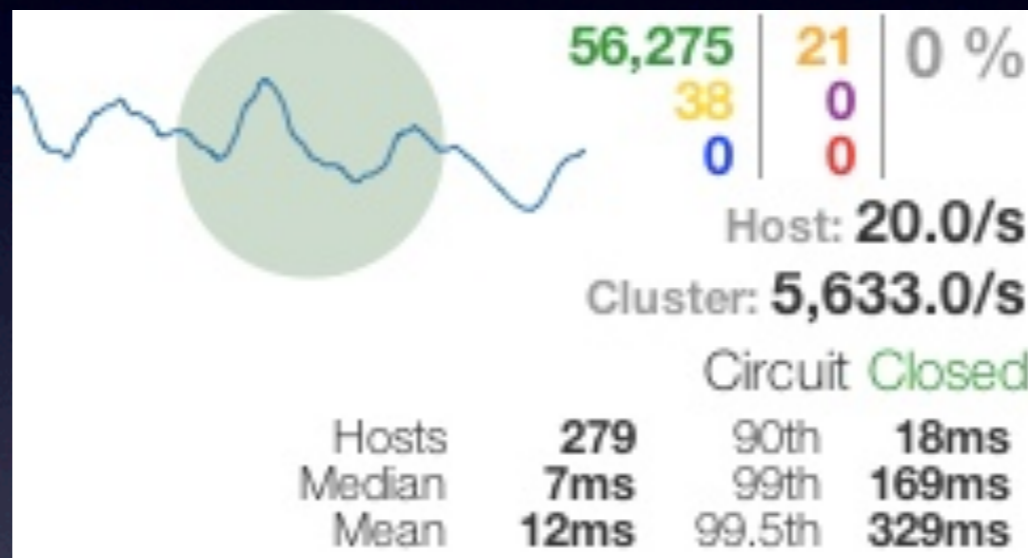 56,275 21 0 %
38 0
0 0
Host: 20.0/s
Cluster: 5,633.0/s
Circuit Closed
Hosts 279 90th 18ms
Median 7ms 99th 169ms
Mean 12ms 99.5th 329ms